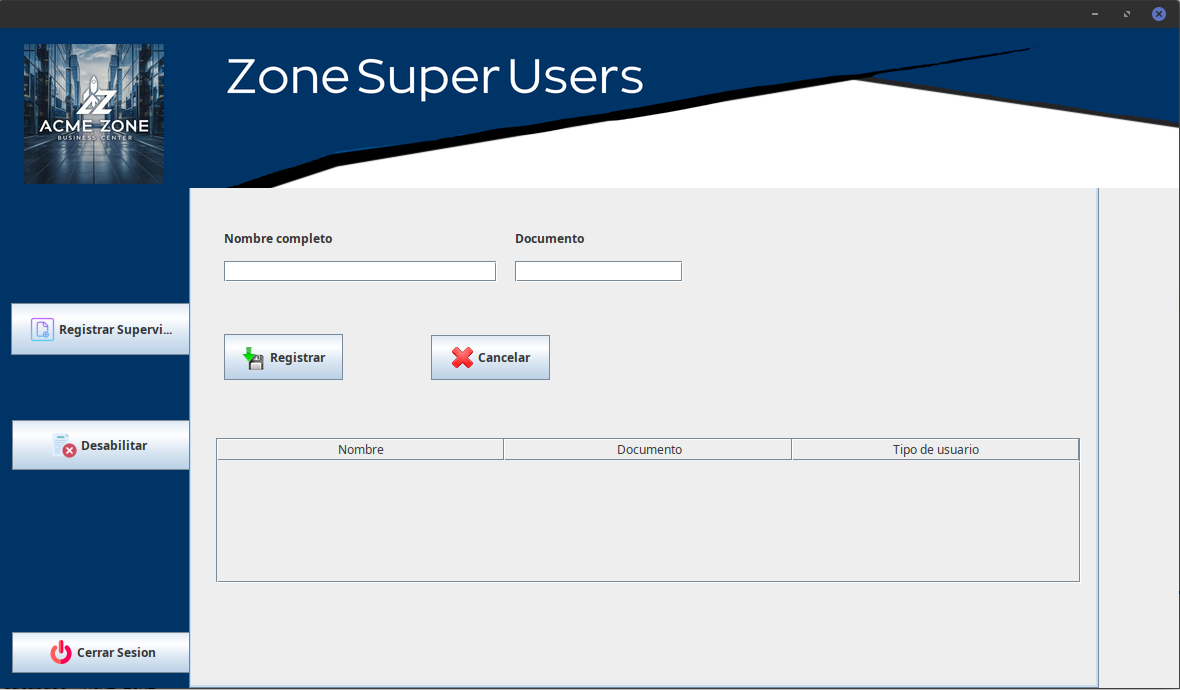 Zone Super Users
ACME ZONE
BUSINESS CENTER
Nombre completo
Documento
Registrar Supervi...
Registrar
Cancelar
Desabilitar
Nombre
Documento
Tipo de usuario
Cerrar Sesion